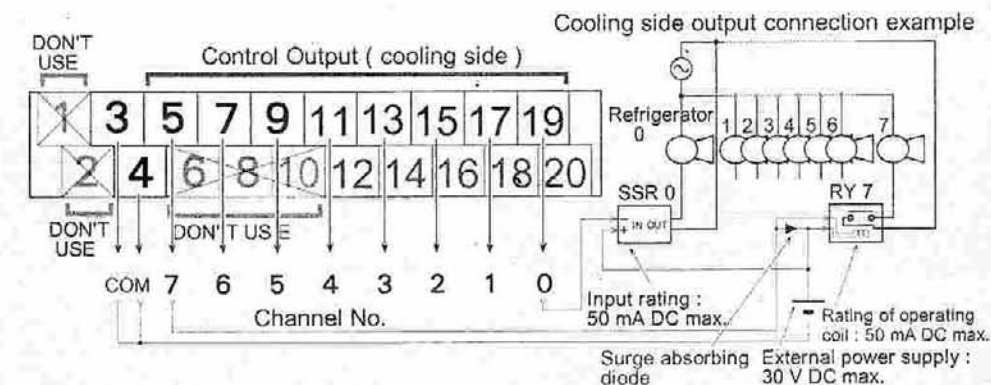 Cooling side output connection example
DON'T
USE
Control Output ( cooling side )
1 3 5 7 9 11 13 15 17 19
2 4 6 8 10 12 14 16 18 20
DON'T
USE
DON'T USE
COM 7 6 5 4 3 2 1 0
Channel No.
Refrigerator
0
1 2 3 4 5 6 7
SSR 0
- IN OUT
+
RY 7
Input rating :
50 mA DC max.
Surge absorbing
diode
External power supply :
30 V DC max.
Rating of operating
coil : 50 mA DC max.